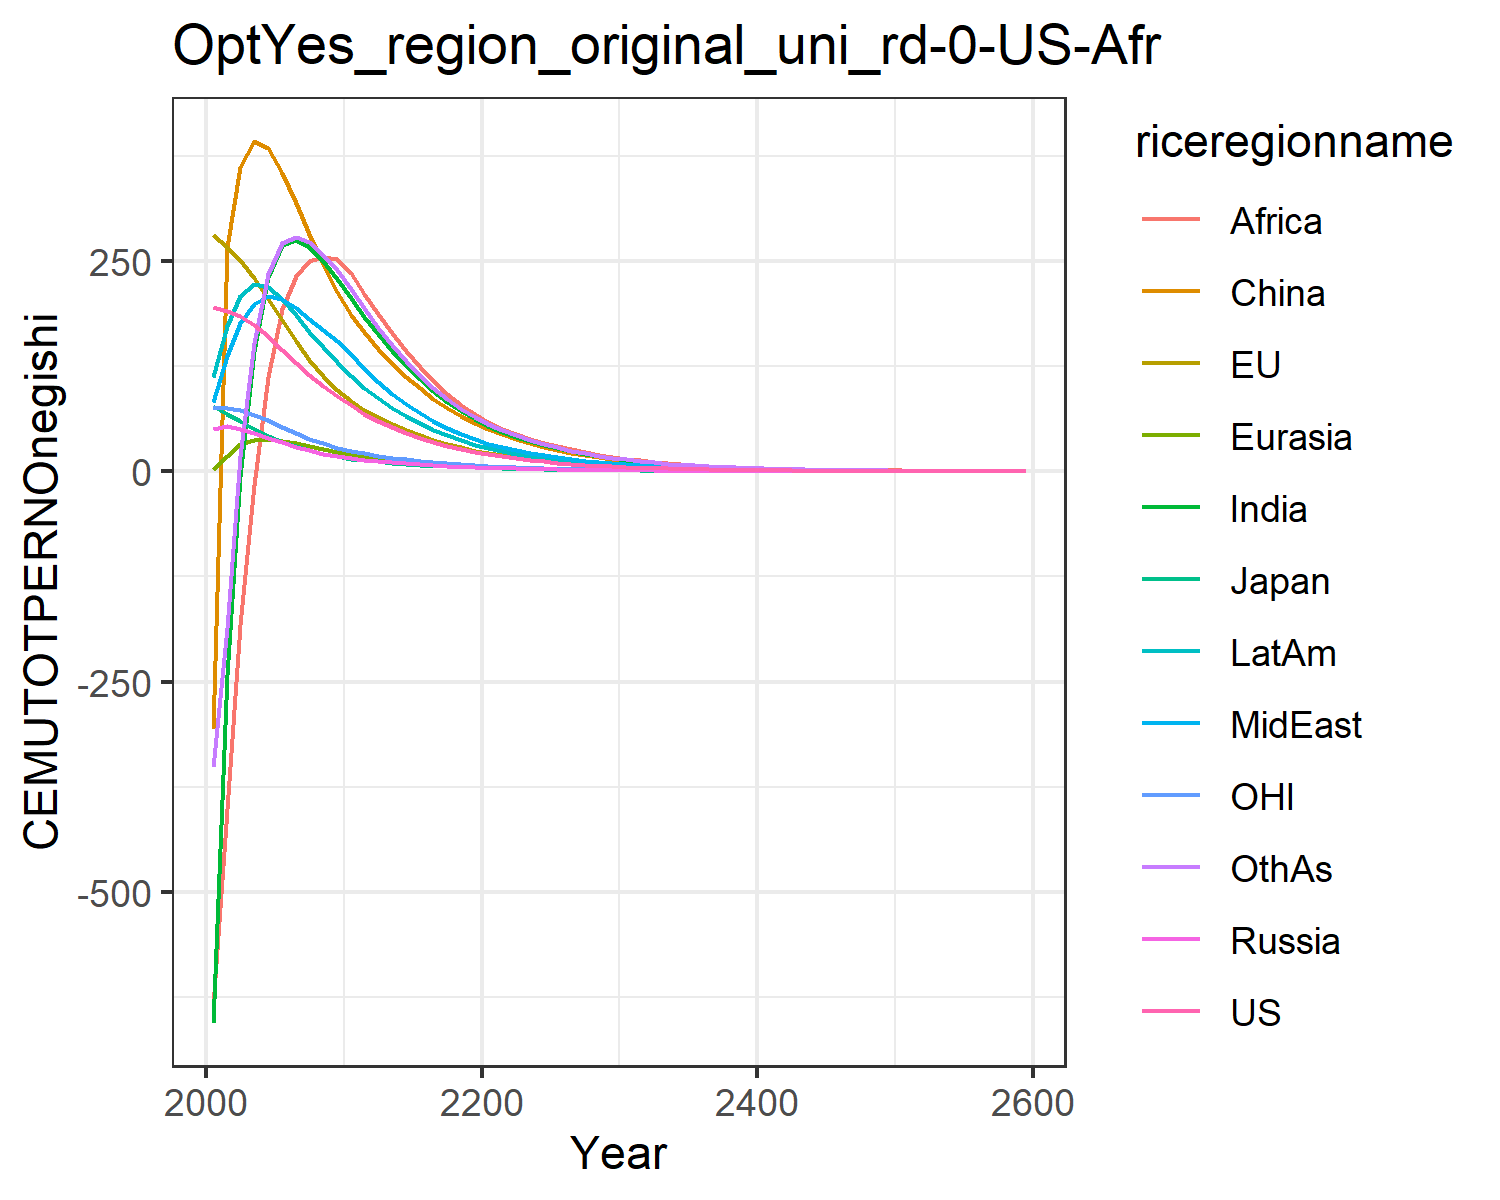 OptYes_region_original_uni_rd-0-US-Afr
CEMUTOTPERNOnegishi
250
0
-250
-500
2000 2200 2400 2600
Year
riceregionname
Africa
China
EU
Eurasia
India
Japan
LatAm
MidEast
OHI
OthAs
Russia
US